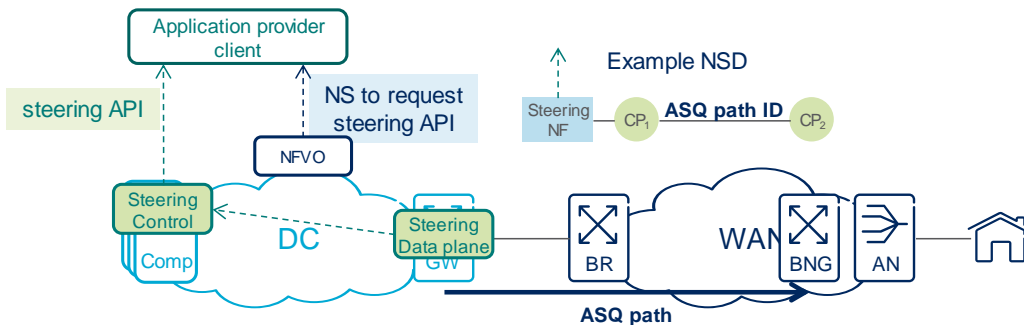 Application provider
client
Example NSD
steering API
NS to request
steering API
Steering
NF
CP1
ASQ path ID
CP2
NFVO
Steering
Control
Comp
DC
Steering
Data plane
GW
BR
WAN
BNG
AN
ASQ path